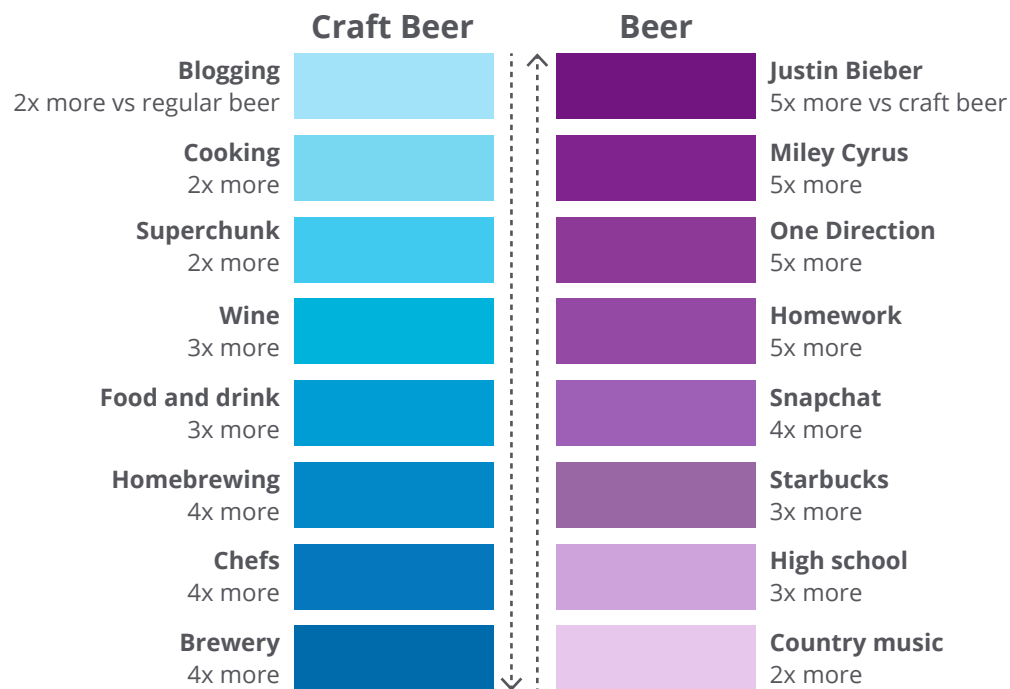 Craft Beer
Beer
Blogging
2x more vs regular beer
Justin Bieber
5x more vs craft beer
Cooking
2x more
Miley Cyrus
5x more
Superchunk
2x more
One Direction
5x more
Wine
3x more
Homework
5x more
Food and drink
3x more
Snapchat
4x more
Homebrewing
4x more
Starbucks
3x more
Chefs
4x more
High school
3x more
Brewery
4x more
Country music
2x more